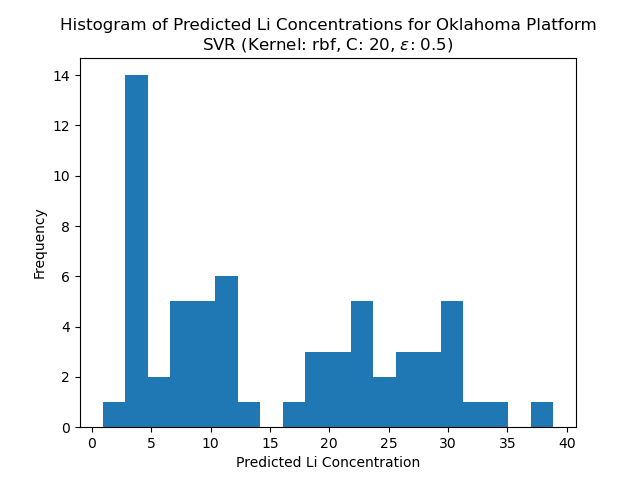 Histogram of Predicted Li Concentrations for Oklahoma Platform
SVR (Kernel: rbf, C: 20, ε: 0.5)
14
12
10
8
6
4
2
0
Frequency
0 5 10 15 20 25 30 35 40
Predicted Li Concentration